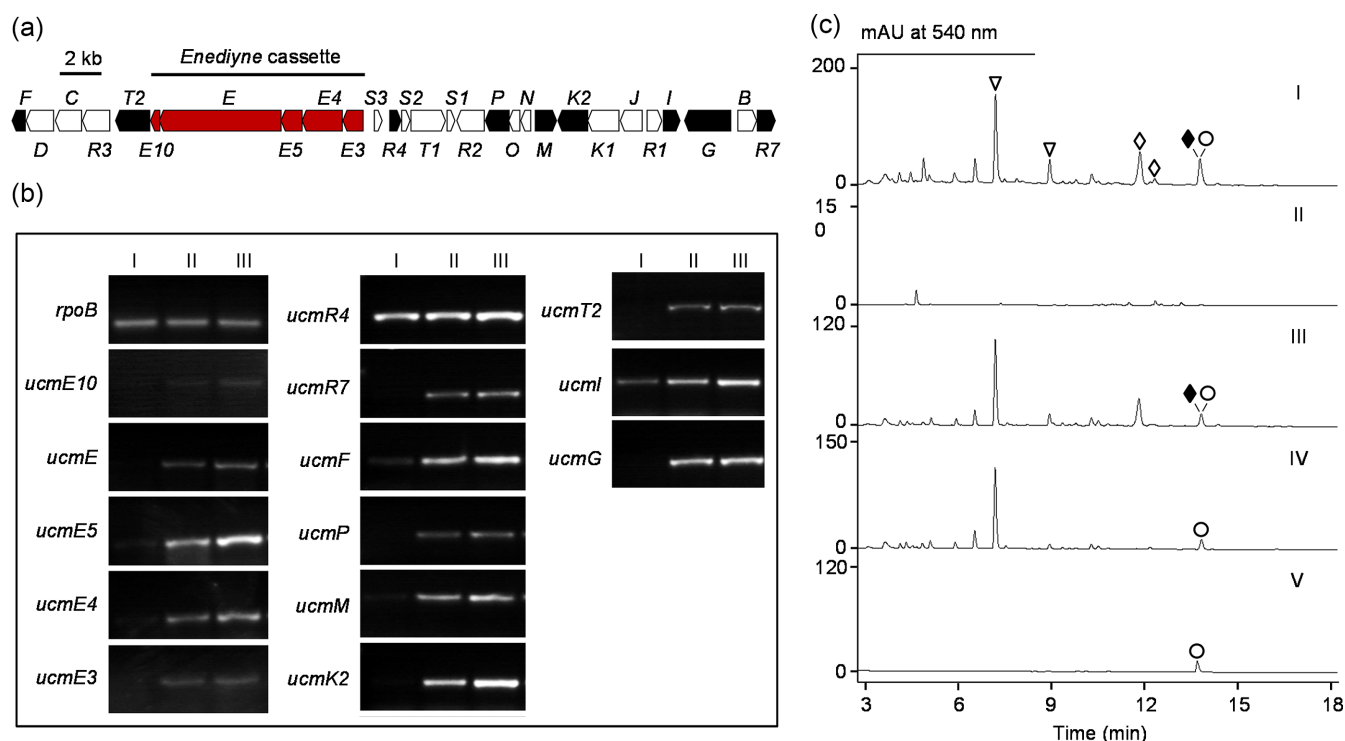 (a)
2 kb
Enediyne cassette
F C T2 E E4 S3 S2 S1 P N K2 J I B
D R3 E10 E5 E3 R4 T1 R2 O M K1 R1 G R7
(b)
I II III
rpoB
ucmE10
ucmE
ucmE5
ucmE4
ucmE3
I II III
ucmR4
ucmR7
ucmF
ucmP
ucmM
ucmK2
I II III
ucmT2
ucmI
ucmG
(c)
mAU at 540 nm
200
I
0
15
0
II
0
120
III
0
150
IV
0
120
V
0
3 6 9 12 15 18
Time (min)